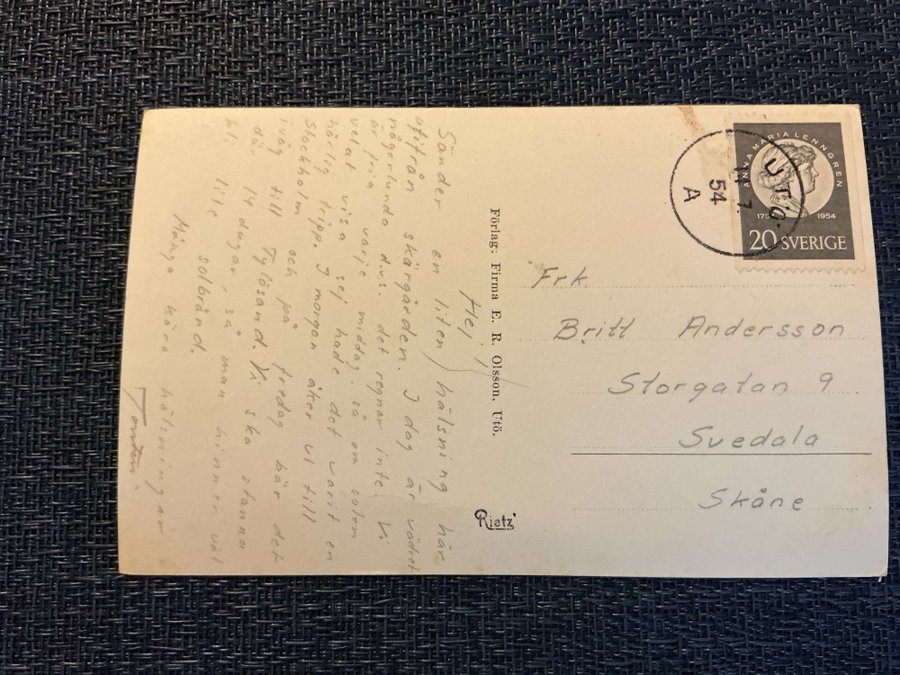 Hej!
Sänder en liten hälsning här
utifrån skärgården. I dag är vädret
någorlunda dvs. det regnar inte. Vi
är fria varje middag, så om solen
velat visa sej hade det varit en
härlig tripp. I morgon åker vi till
Stockholm och på fredag bär det
iväg till Tylösand. Vi ska stanna
där 14 dagar så man hinner väl
bli lite solbränd.
Många kära hälsningar
Förlag: Firma E. R. Olsson, Utö.
Rietz
UTÖ
7.
54
A
ANNA MARIA LENNGREN
1754 1954
20 SVERIGE
Frk.
Britt Andersson
Storgatan 9
Svedala
Skåne